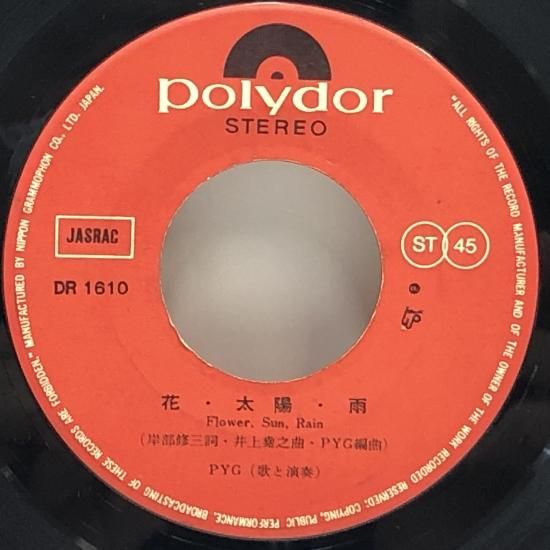 polydor
STEREO
JASRAC
ST 45
DR 1610
花・太陽・雨
Flower, Sun, Rain
(岸部修三詞・井上堯之曲・PYG編曲)
PYG (歌と演奏)
"ALL RIGHTS OF THE RECORD MANUFACTURER AND OF THE OWNER OF THE WORK RECORDED RESERVED; COPYING, PUBLIC PERFORMANCE, BROADCASTING OF THESE RECORDS ARE FORBIDDEN." MANUFACTURED BY NIPPON GRAMMOPHON CO., LTD. JAPAN.